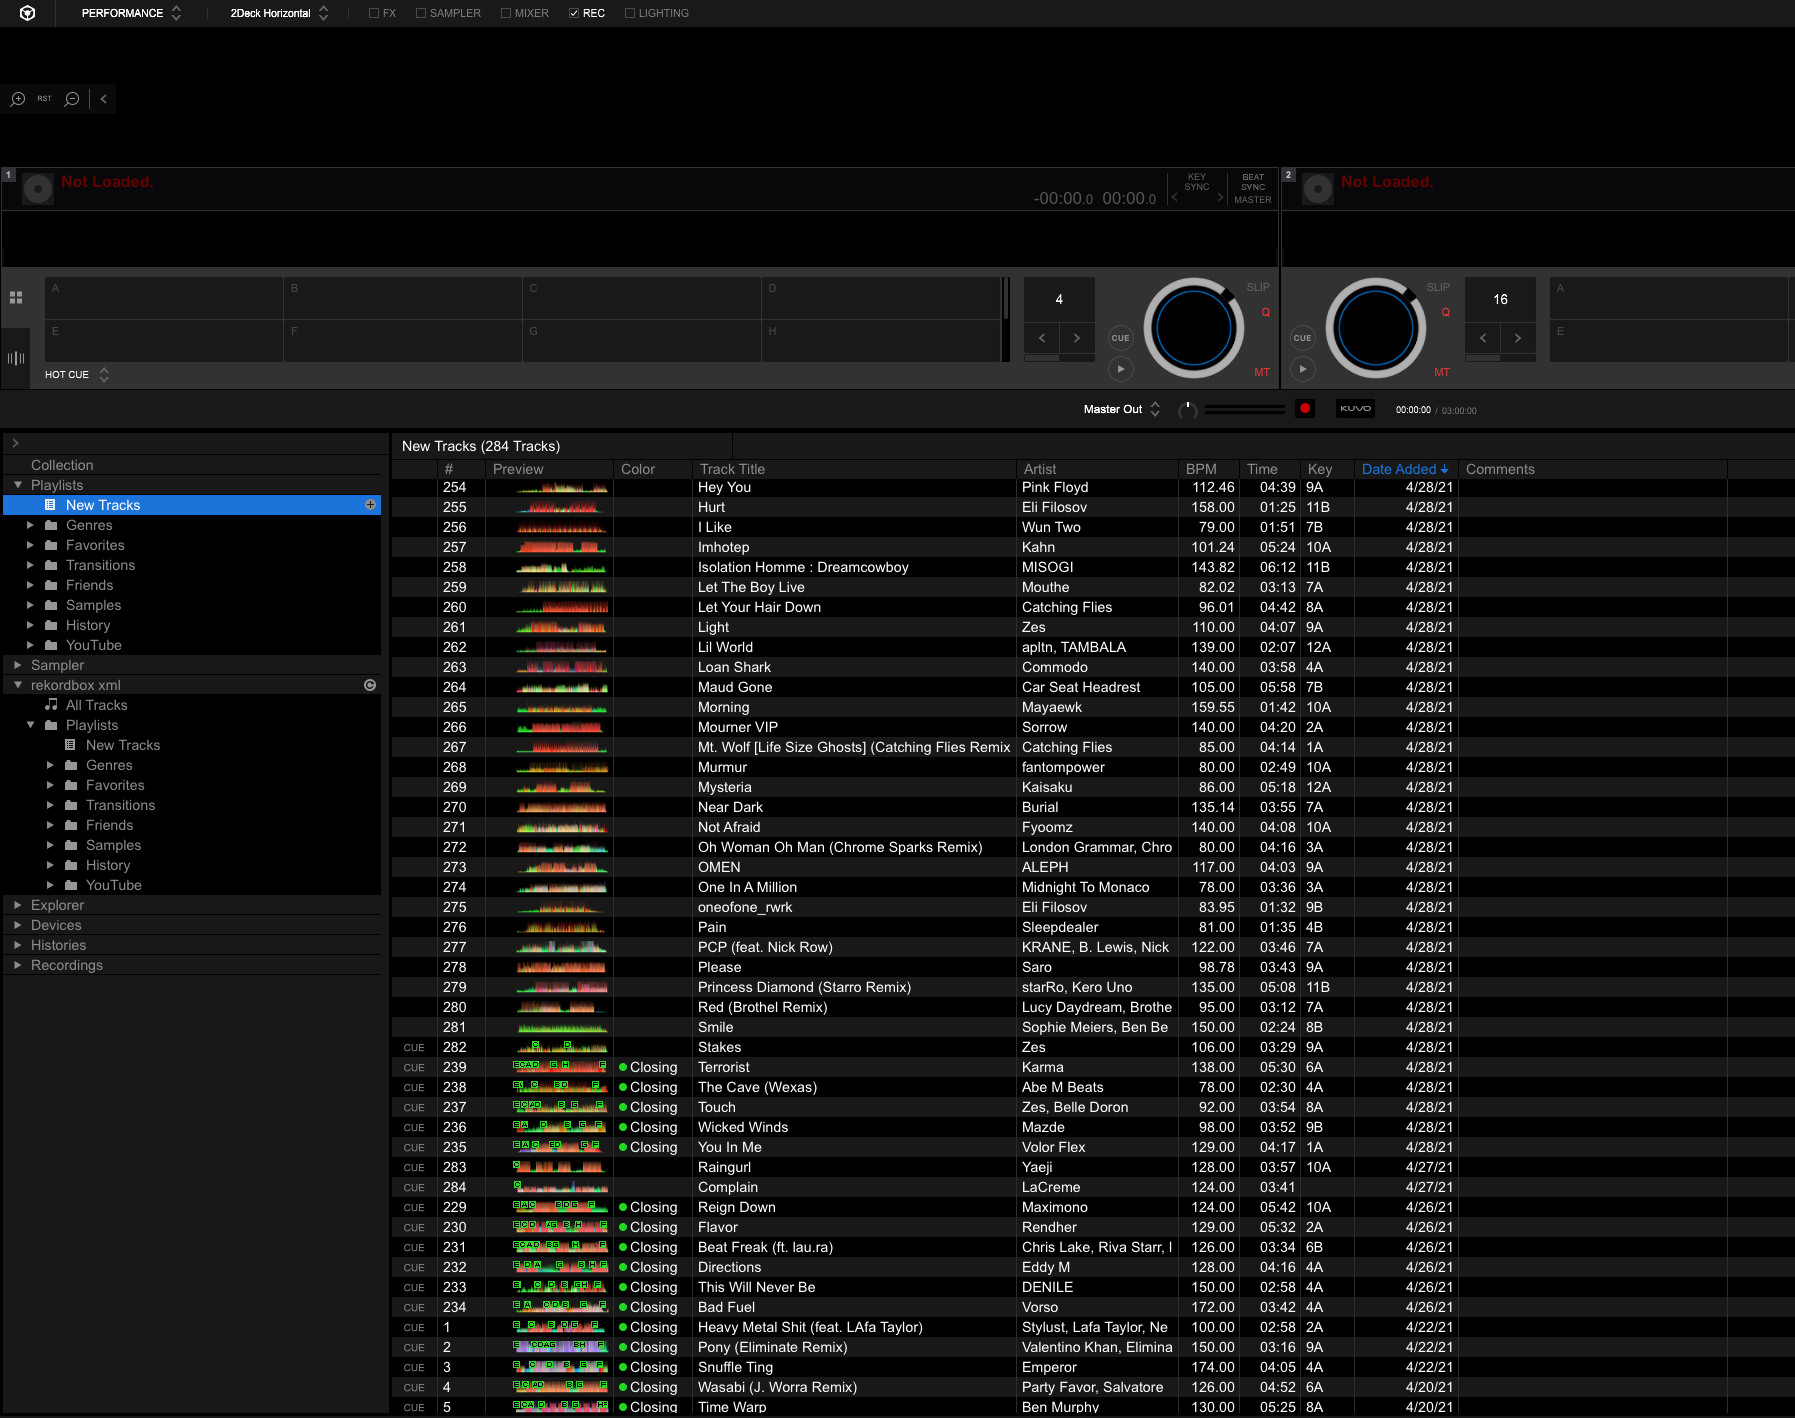 PERFORMANCE 2Deck Horizontal FX SAMPLER MIXER REC LIGHTING
RST
1 Not Loaded. -00:00.0 00:00.0 KEY SYNC BEAT SYNC MASTER 2 Not Loaded.
A B C D 4 SLIP SLIP 16 A
E F G H CUE Q CUE Q E
HOT CUE MT MT
Master Out KUVO 00:00:00 / 03:00:00
New Tracks (284 Tracks)
Collection
Playlists
New Tracks
Genres
Favorites
Transitions
Friends
Samples
History
YouTube
Sampler
rekordbox xml
All Tracks
Playlists
New Tracks
Genres
Favorites
Transitions
Friends
Samples
History
YouTube
Explorer
Devices
Histories
Recordings
# Preview Color Track Title Artist BPM Time Key Date Added Comments
254 Hey You Pink Floyd 112.46 04:39 9A 4/28/21
255 Hurt Eli Filosov 158.00 01:25 11B 4/28/21
256 I Like Wun Two 79.00 01:51 7B 4/28/21
257 Imhotep Kahn 101.24 05:24 10A 4/28/21
258 Isolation Homme : Dreamcowboy MISOGI 143.82 06:12 11B 4/28/21
259 Let The Boy Live Mouthe 82.02 03:13 7A 4/28/21
260 Let Your Hair Down Catching Flies 96.01 04:42 8A 4/28/21
261 Light Zes 110.00 04:07 9A 4/28/21
262 Lil World apltn, TAMBALA 139.00 02:07 12A 4/28/21
263 Loan Shark Commodo 140.00 03:58 4A 4/28/21
264 Maud Gone Car Seat Headrest 105.00 05:58 7B 4/28/21
265 Morning Mayaewk 159.55 01:42 10A 4/28/21
266 Mourner VIP Sorrow 140.00 04:20 2A 4/28/21
267 Mt. Wolf [Life Size Ghosts] (Catching Flies Remix Catching Flies 85.00 04:14 1A 4/28/21
268 Murmur fantompower 80.00 02:49 10A 4/28/21
269 Mysteria Kaisaku 86.00 05:18 12A 4/28/21
270 Near Dark Burial 135.14 03:55 7A 4/28/21
271 Not Afraid Fyoomz 140.00 04:08 10A 4/28/21
272 Oh Woman Oh Man (Chrome Sparks Remix) London Grammar, Chro 80.00 04:16 3A 4/28/21
273 OMEN ALEPH 117.00 04:03 9A 4/28/21
274 One In A Million Midnight To Monaco 78.00 03:36 3A 4/28/21
275 oneofone_rwrk Eli Filosov 83.95 01:32 9B 4/28/21
276 Pain Sleepdealer 81.00 01:35 4B 4/28/21
277 PCP (feat. Nick Row) KRANE, B. Lewis, Nick 122.00 03:46 7A 4/28/21
278 Please Saro 98.78 03:43 9A 4/28/21
279 Princess Diamond (Starro Remix) starRo, Kero Uno 135.00 05:08 11B 4/28/21
280 Red (Brothel Remix) Lucy Daydream, Brothe 95.00 03:12 7A 4/28/21
281 Smile Sophie Meiers, Ben Be 150.00 02:24 8B 4/28/21
CUE 282 Stakes Zes 106.00 03:29 9A 4/28/21
CUE 239 Closing Terrorist Karma 138.00 05:30 6A 4/28/21
CUE 238 Closing The Cave (Wexas) Abe M Beats 78.00 02:30 4A 4/28/21
CUE 237 Closing Touch Zes, Belle Doron 92.00 03:54 8A 4/28/21
CUE 236 Closing Wicked Winds Mazde 98.00 03:52 9B 4/28/21
CUE 235 Closing You In Me Volor Flex 129.00 04:17 1A 4/28/21
CUE 283 Raingurl Yaeji 128.00 03:57 10A 4/27/21
CUE 284 Complain LaCreme 124.00 03:41 4/27/21
CUE 229 Closing Reign Down Maximono 124.00 05:42 10A 4/26/21
CUE 230 Closing Flavor Rendher 129.00 05:32 2A 4/26/21
CUE 231 Closing Beat Freak (ft. lau.ra) Chris Lake, Riva Starr, 126.00 03:34 6B 4/26/21
CUE 232 Closing Directions Eddy M 128.00 04:16 4A 4/26/21
CUE 233 Closing This Will Never Be DENILE 150.00 02:58 4A 4/26/21
CUE 234 Closing Bad Fuel Vorso 172.00 03:42 4A 4/26/21
CUE 1 Closing Heavy Metal Shit (feat. LAfa Taylor) Stylust, Lafa Taylor, Ne 100.00 02:58 2A 4/22/21
CUE 2 Closing Pony (Eliminate Remix) Valentino Khan, Elimina 150.00 03:16 9A 4/22/21
CUE 3 Closing Snuffle Ting Emperor 174.00 04:05 4A 4/22/21
CUE 4 Closing Wasabi (J. Worra Remix) Party Favor, Salvatore 126.00 04:52 6A 4/20/21
CUE 5 Closing Time Warp Ben Murphy 130.00 05:25 8A 4/20/21